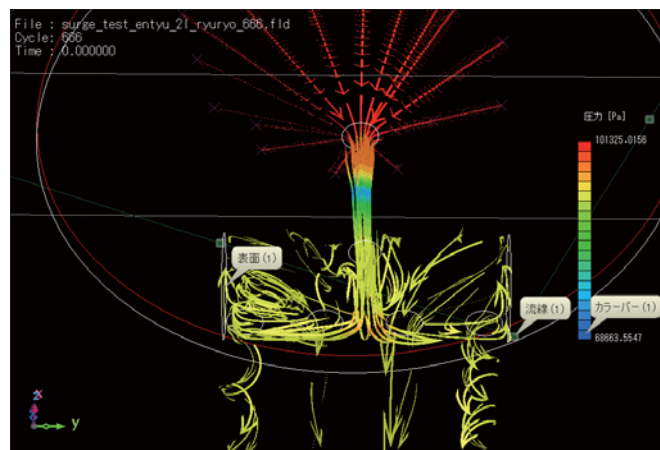 File : surge_test_entyu_2l_ryuryo_666.fld
Cycle: 666
Time : 0.000000
圧力 [Pa]
101325.0156
表面(1)
流線(1)
カラーバー(1)
68663.5547
z
x
y